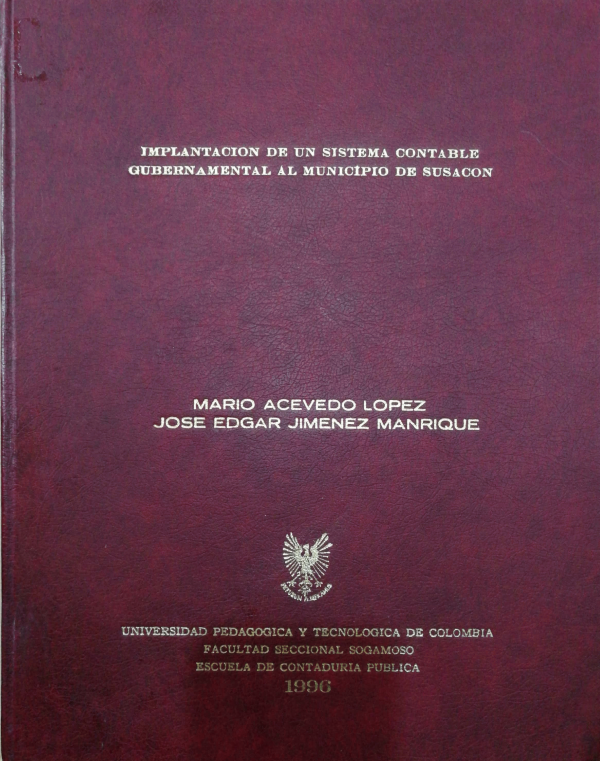 IMPLANTACION DE UN SISTEMA CONTABLE
GUBERNAMENTAL AL MUNICÍPIO DE SUSACON
MARIO ACEVEDO LOPEZ
JOSE EDGAR JIMENEZ MANRIQUE
UNIVERSIDAD PEDAGOGICA Y TECNOLOGICA DE COLOMBIA
FACULTAD SECCIONAL SOGAMOSO
ESCUELA DE CONTADURIA PUBLICA
1996